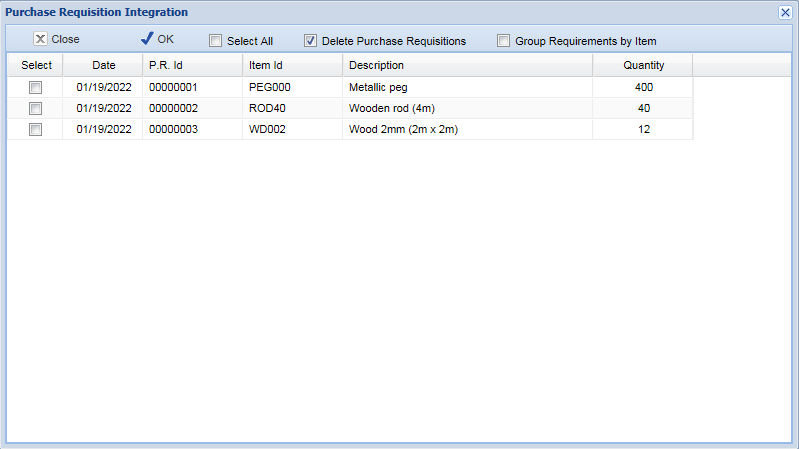 Purchase Requisition Integration
Close OK Select All Delete Purchase Requisitions Group Requirements by Item
Select Date P.R. Id Item Id Description Quantity
01/19/2022 00000001 PEG000 Metallic peg 400
01/19/2022 00000002 ROD40 Wooden rod (4m) 40
01/19/2022 00000003 WD002 Wood 2mm (2m x 2m) 12